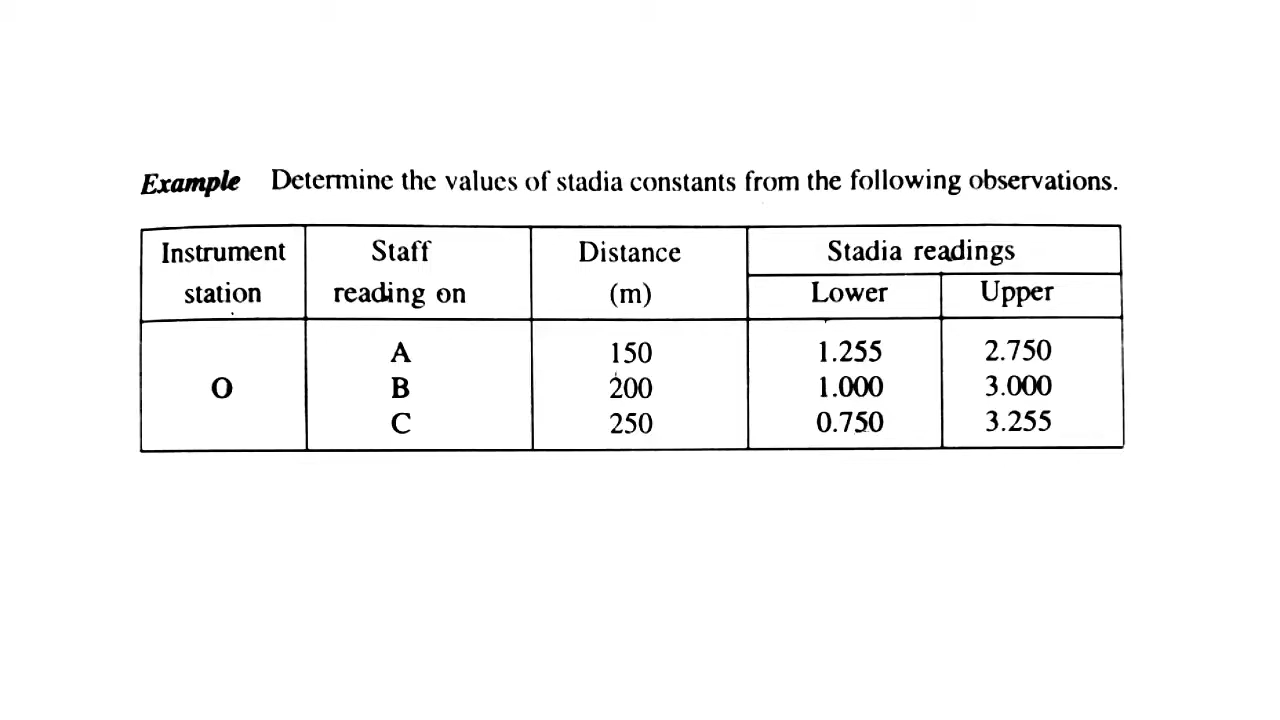 Example Determine the values of stadia constants from the following observations.
Instrument station Staff reading on Distance (m) Stadia readings
Lower Upper
A 150 1.255 2.750
O B 200 1.000 3.000
C 250 0.750 3.255